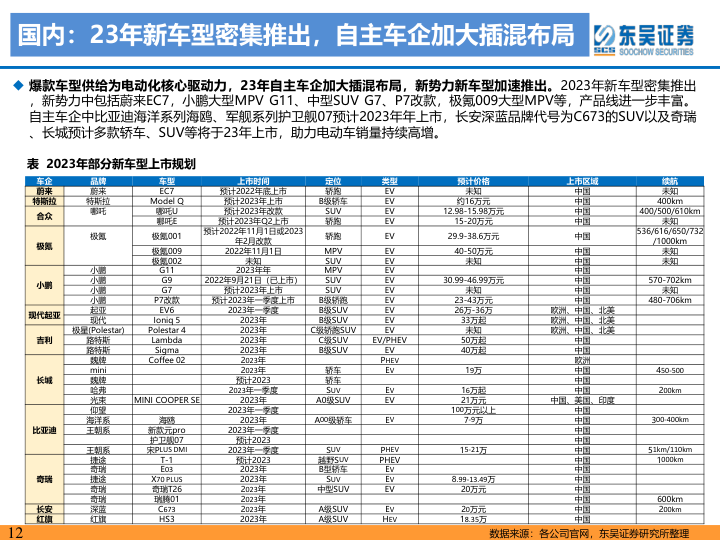 国内：23年新车型密集推出，自主车企加大插混布局
东吴证券
SCS SOOCHOW SECURITIES
爆款车型供给为电动化核心驱动力，23年自主车企加大插混布局，新势力新车型加速推出。2023年新车型密集推出
，新势力中包括蔚来EC7，小鹏大型MPV G11、中型SUV G7、P7改款，极氪009大型MPV等，产品线进一步丰富。
自主车企中比亚迪海洋系列海鸥、军舰系列护卫舰07预计2023年年上市，长安深蓝品牌代号为C673的SUV以及奇瑞
、长城预计多款轿车、SUV等将于23年上市，助力电动车销量持续高增。
表 2023年部分新车型上市规划
车企 品牌 车型 上市时间 定位 类型 预计价格 上市区域 续航
蔚来 蔚来 EC7 预计2022年底上市 轿跑 EV 未知 中国 未知
特斯拉 特斯拉 Model Q 预计2023年上市 B级轿车 EV 约16万元 中国 400km
合众 哪吒 哪吒U 预计2023年改款 SUV EV 12.98-15.98万元 中国 400/500/610km
哪吒E 预计2023年Q2上市 轿跑 EV 15-20万元 中国 未知
极氪 极氪 极氪001 预计2022年11月1日或2023年2月改款 轿跑 EV 29.9-38.6万元 中国 536/616/650/732/1000km
极氪009 2022年11月1日 MPV EV 40-50万元 中国 未知
极氪002 未知 SUV EV 未知 中国 未知
小鹏 小鹏 G11 2023年年 MPV EV 中国
小鹏 G9 2022年9月21日（已上市） SUV EV 30.99-46.99万元 中国 570-702km
小鹏 G7 预计2023年上市 SUV EV 未知 中国 未知
小鹏 P7改款 预计2023年一季度上市 B级轿跑 EV 23-43万元 中国 480-706km
现代起亚 起亚 EV6 2023年一季度 B级SUV EV 26万-36万 欧洲、中国、北美
现代 Ioniq 5 2023年 B级SUV EV 33万起 欧洲、中国、北美
吉利 极星(Polestar) Polestar 4 2023年 C级轿跑SUV EV 未知 欧洲、中国、北美
路特斯 Lambda 2023年 C级SUV EV/PHEV 50万起 中国
路特斯 Sigma 2023年 B级SUV EV 40万起 中国
长城 魏牌 Coffee 02 2023年 PHEV 欧洲
mini 2023年 轿车 EV 19万 中国 450-500
魏牌 预计2023 轿车 中国
哈弗 2023年一季度 SUV EV 16万起 中国 200km
光束 MINI COOPER SE 2023年 A0级SUV EV 21万元 中国、美国、印度
比亚迪 仰望 2023年一季度 100万元以上 中国
海洋系 海鸥 2023年 A00级轿车 EV 7-9万 中国 300-400km
王朝系 新款元pro 2023年一季度 中国
护卫舰07 预计2023 中国
王朝系 宋PLUS DMI 2023年一季度 SUV PHEV 15-21万 中国 51km/110km
奇瑞 捷途 T-1 预计2023 越野SUV PHEV 中国 1000km
奇瑞 E03 2023年 B型轿车 EV 中国
捷途 X70 PLUS 2023年 SUV EV 8.99-13.49万 中国
奇瑞 奇瑞T26 2023年 中型SUV EV 20万元 中国
奇瑞 瑞腾01 2023年 中国 600km
长安 深蓝 C673 2023年 A级SUV EV 20万元 中国 200km
红旗 红旗 HS3 2023年 A级SUV HEV 18.35万 中国
12
数据来源：各公司官网，东吴证券研究所整理